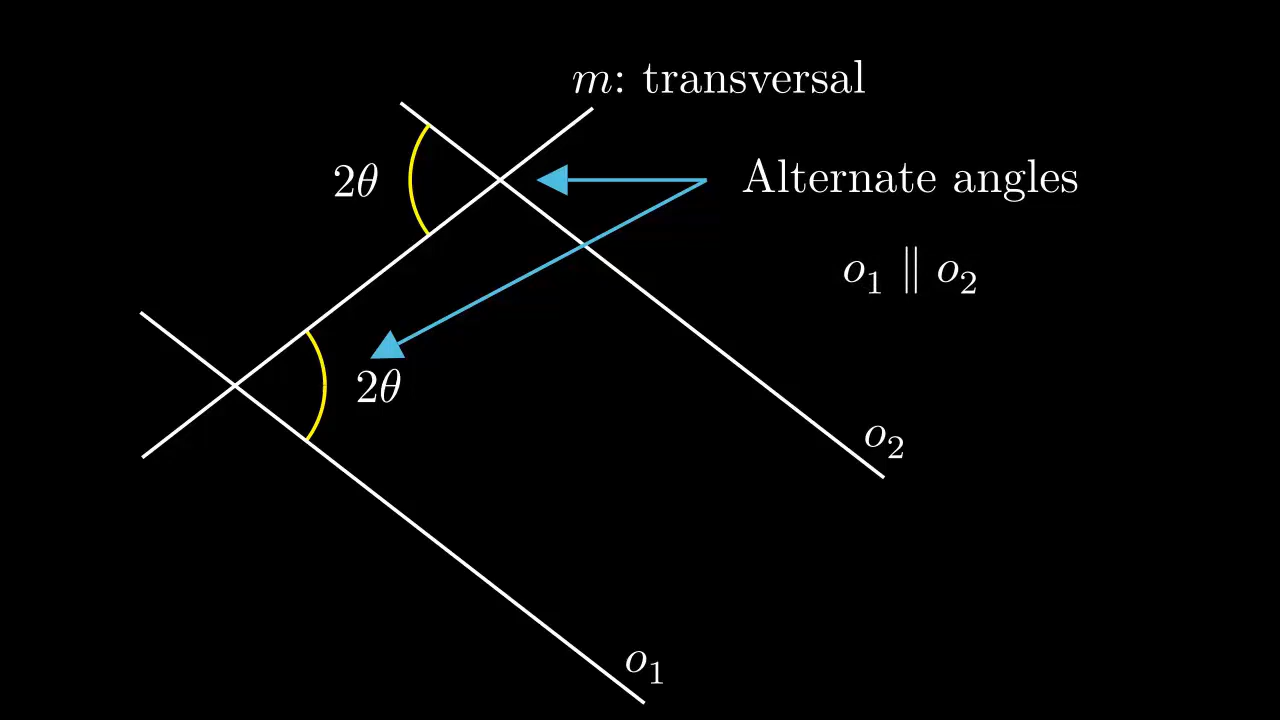 m: transversal
2θ
Alternate angles
o₁ ∥ o₂
2θ
o₂
o₁